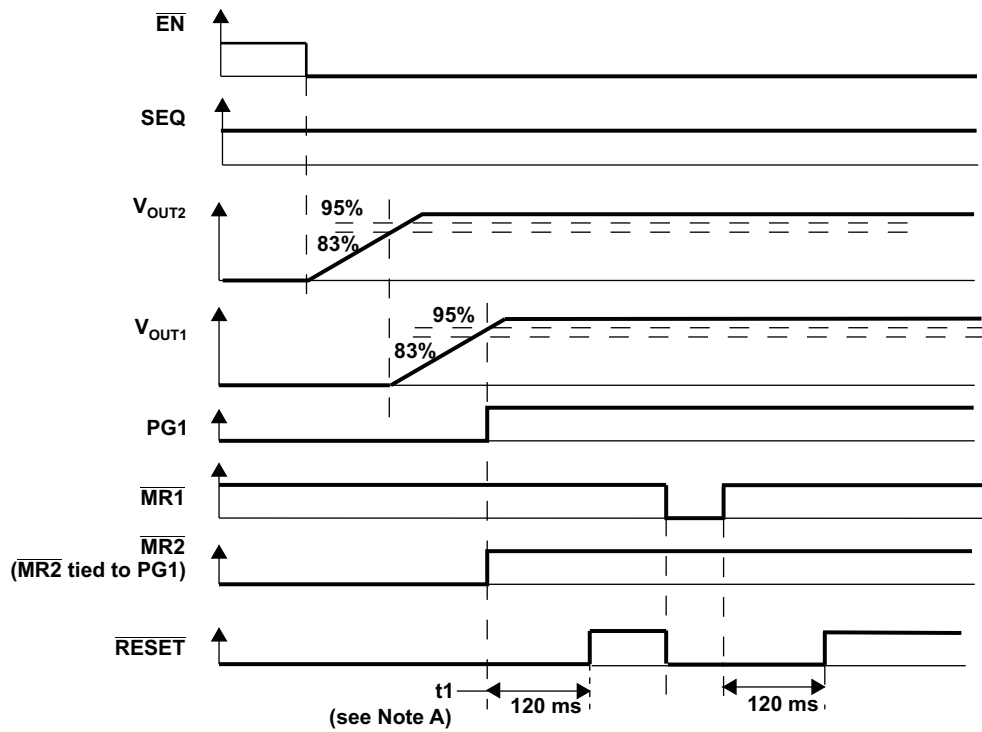 EN
SEQ
VOUT2
95%
83%
VOUT1
95%
83%
PG1
MR1
MR2
(MR2 tied to PG1)
RESET
t1
(see Note A)
120 ms
120 ms